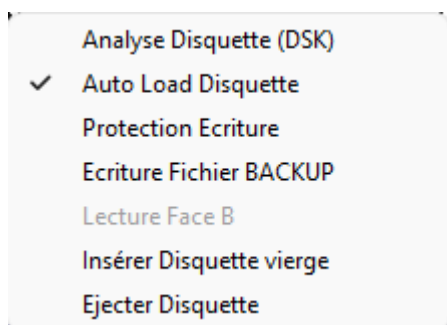 Analyse Disquette (DSK)
Auto Load Disquette
Protection Ecriture
Ecriture Fichier BACKUP
Lecture Face B
Insérer Disquette vierge
Ejecter Disquette